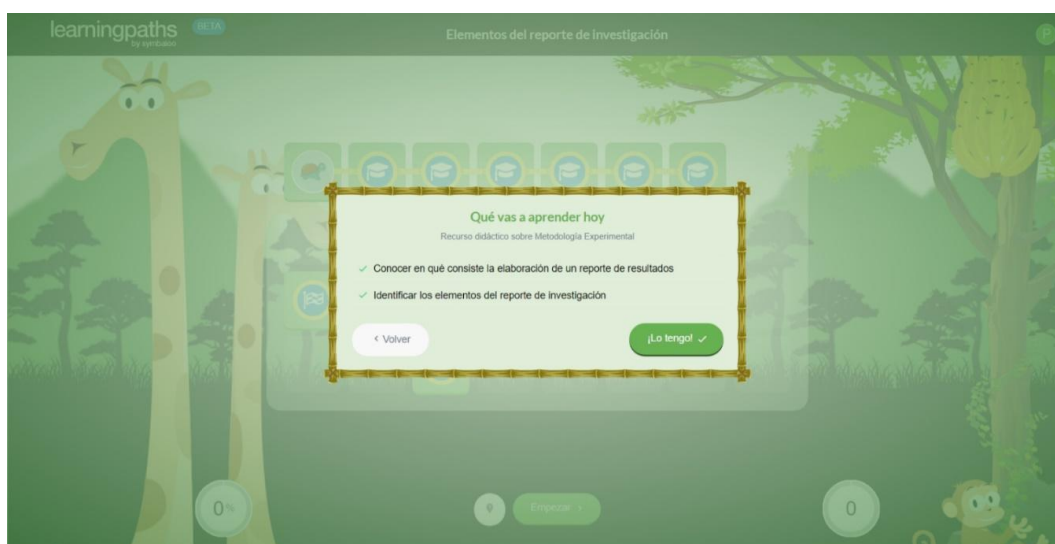 learningpaths BETA
by symbaloo
Elementos del reporte de investigación
P
Qué vas a aprender hoy
Recurso didáctico sobre Metodología Experimental
Conocer en qué consiste la elaboración de un reporte de resultados
Identificar los elementos del reporte de investigación
< Volver
¡Lo tengo!
0%
Empezar
0